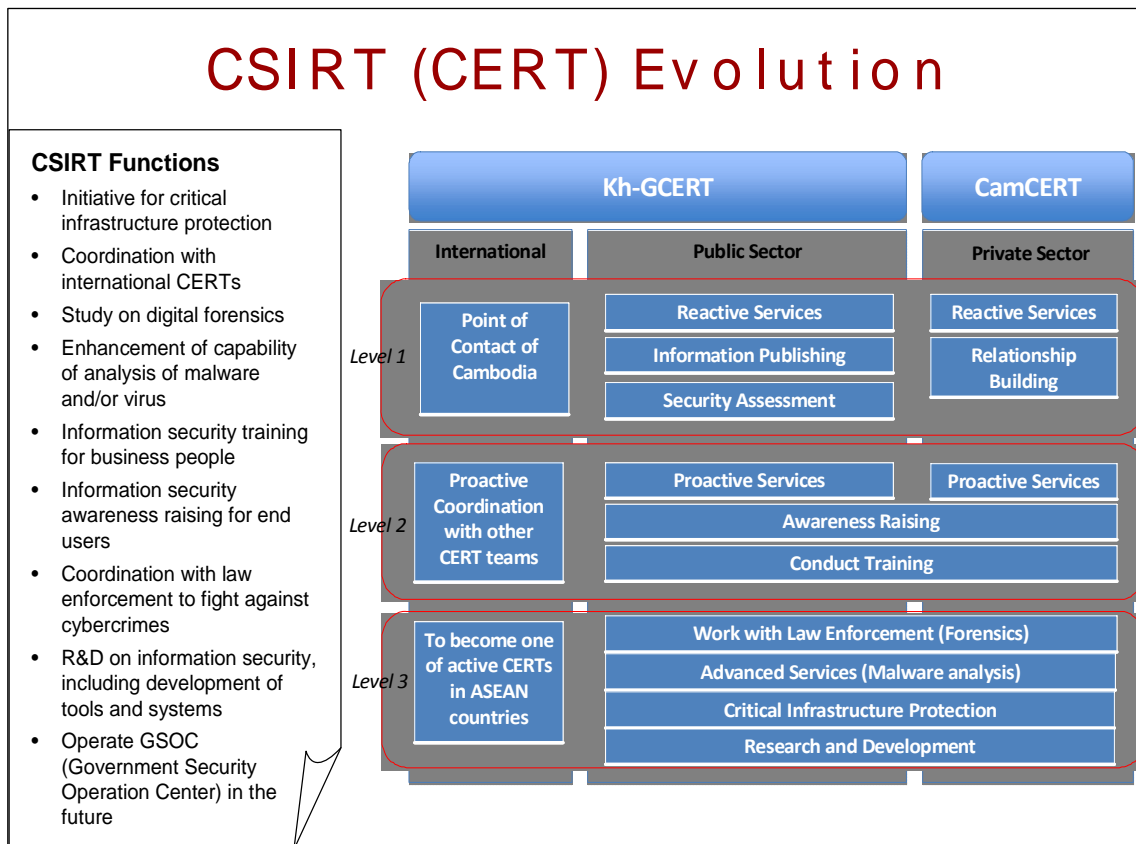 CSIRT (CERT) Evolution
CSIRT Functions
• Initiative for critical
infrastructure protection
• Coordination with
international CERTs
• Study on digital forensics
• Enhancement of capability
of analysis of malware
and/or virus
• Information security training
for business people
• Information security
awareness raising for end
users
• Coordination with law
enforcement to fight against
cybercrimes
• R&D on information security,
including development of
tools and systems
• Operate GSOC
(Government Security
Operation Center) in the
future
Kh-GCERT
CamCERT
International
Public Sector
Private Sector
Level 1
Point of
Contact of
Cambodia
Reactive Services
Information Publishing
Security Assessment
Reactive Services
Relationship
Building
Level 2
Proactive
Coordination
with other
CERT teams
Proactive Services
Proactive Services
Awareness Raising
Conduct Training
Level 3
To become one
of active CERTs
in ASEAN
countries
Work with Law Enforcement (Forensics)
Advanced Services (Malware analysis)
Critical Infrastructure Protection
Research and Development